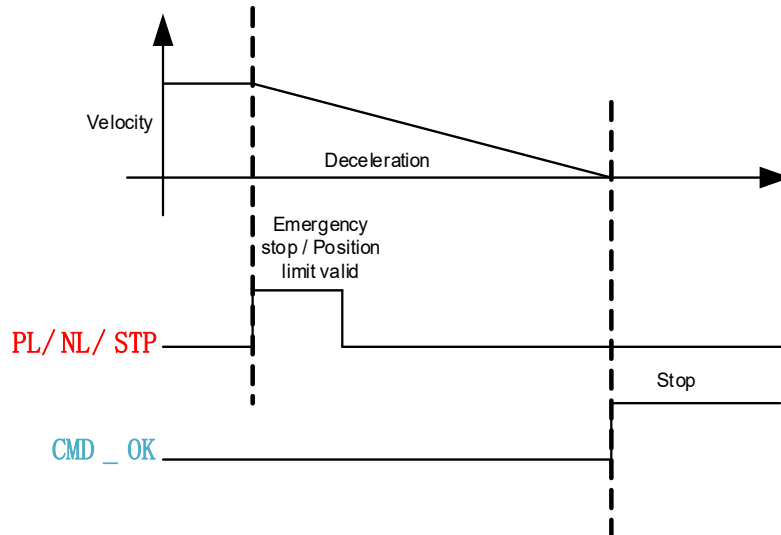 Velocity
Deceleration
Emergency
stop / Position
limit valid
PL/ NL/ STP
Stop
CMD _ OK